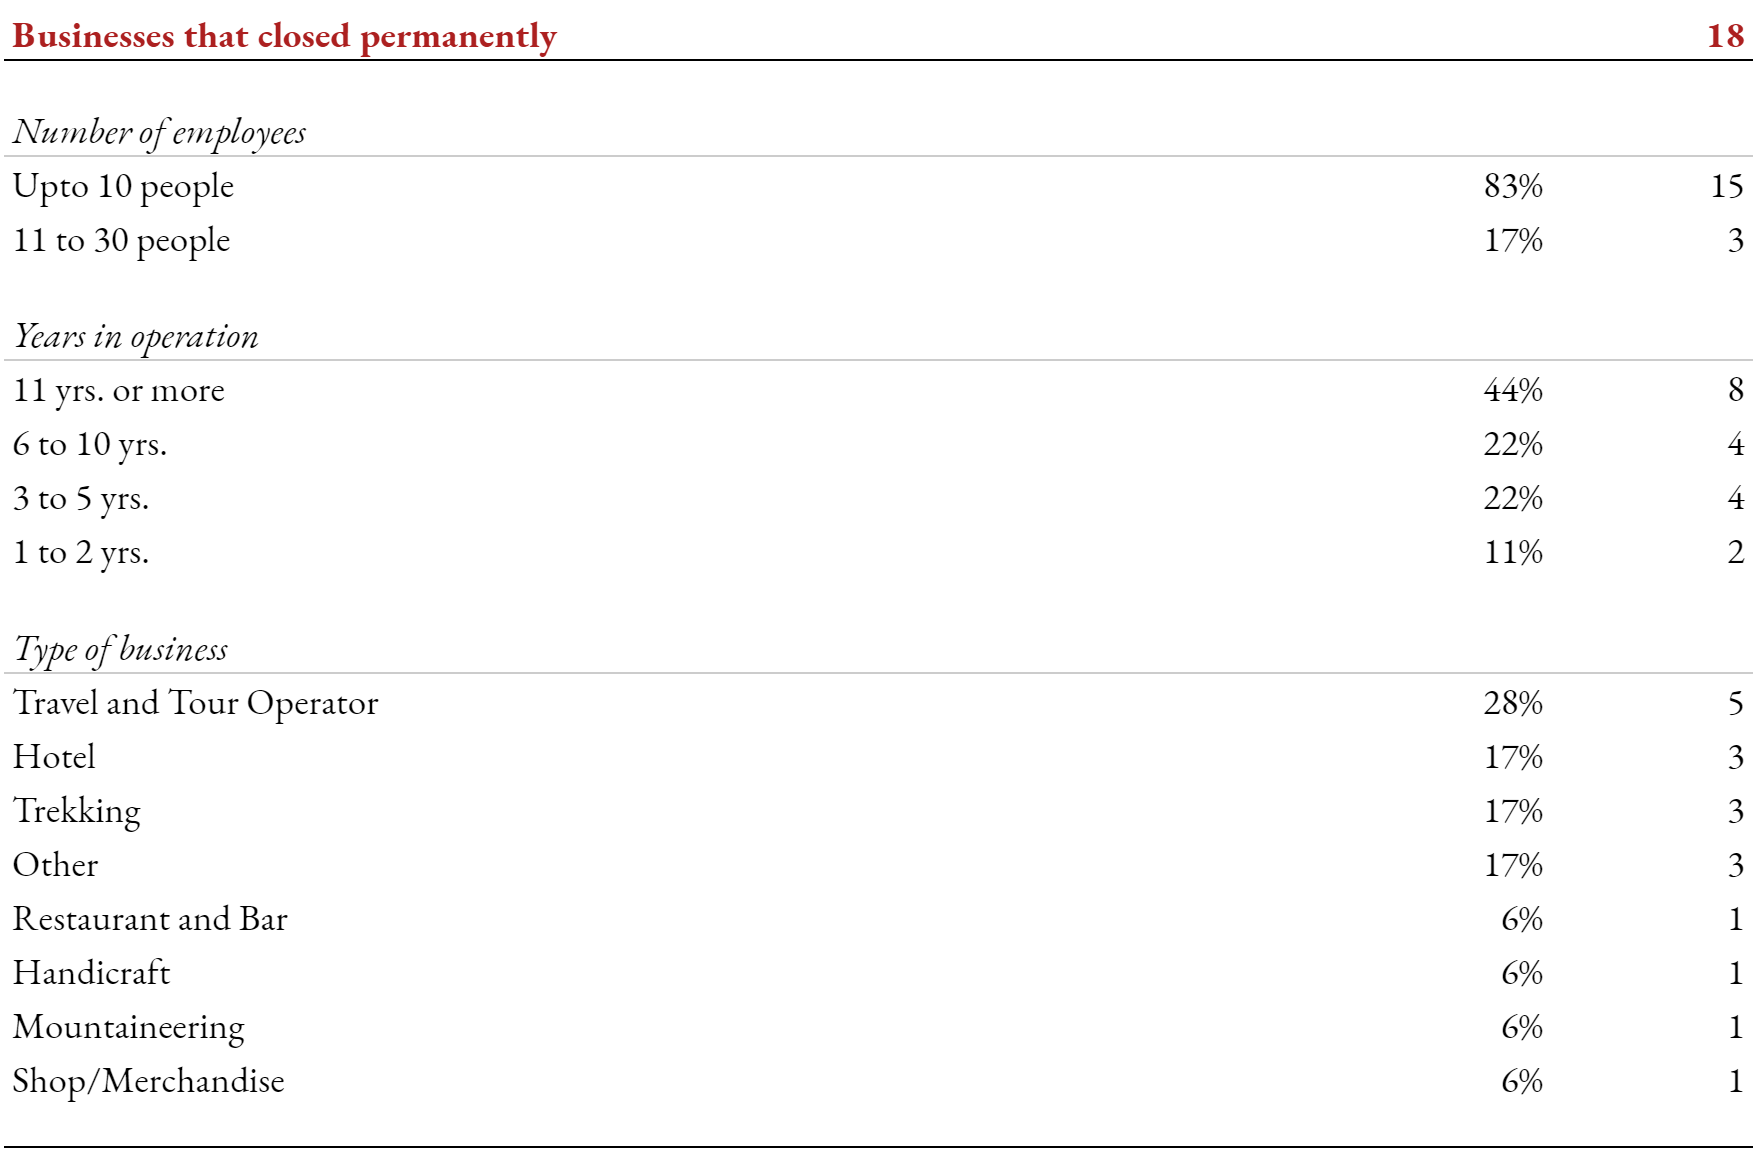 Businesses that closed permanently 18
Number of employees
Upto 10 people 83% 15
11 to 30 people 17% 3
Years in operation
11 yrs. or more 44% 8
6 to 10 yrs. 22% 4
3 to 5 yrs. 22% 4
1 to 2 yrs. 11% 2
Type of business
Travel and Tour Operator 28% 5
Hotel 17% 3
Trekking 17% 3
Other 17% 3
Restaurant and Bar 6% 1
Handicraft 6% 1
Mountaineering 6% 1
Shop/Merchandise 6% 1